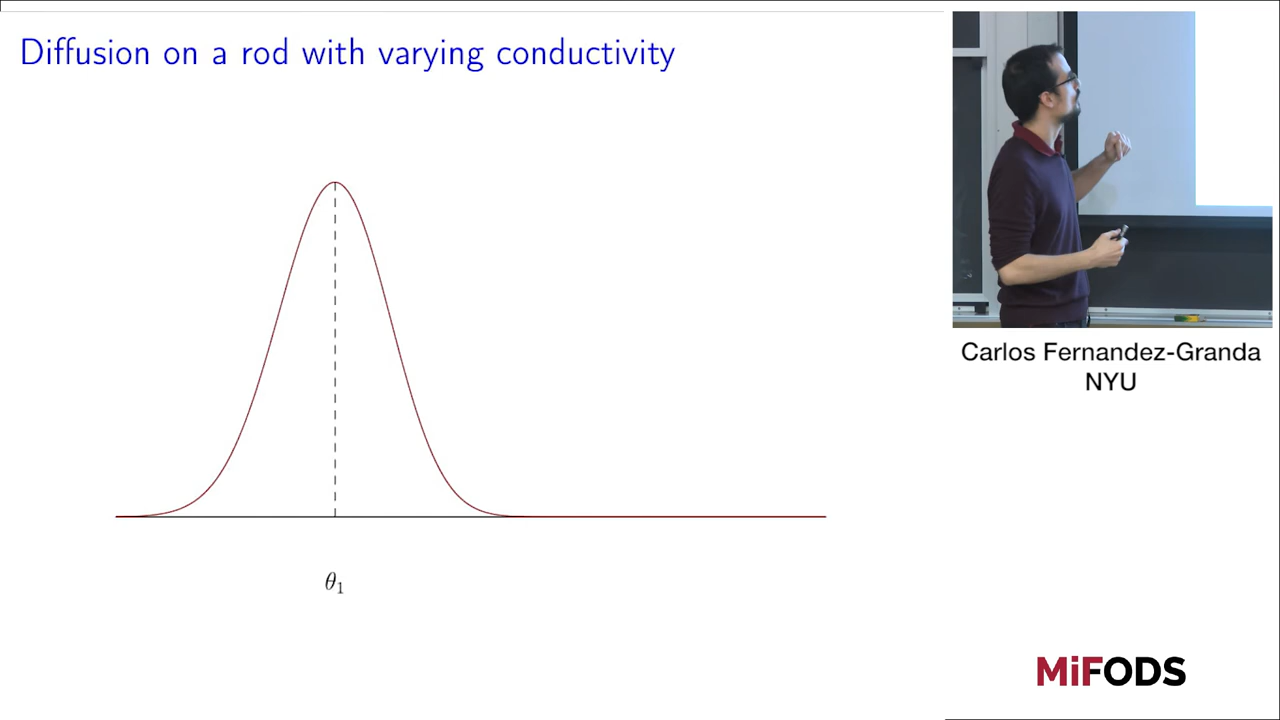 Diffusion on a rod with varying conductivity
θ₁
Carlos Fernandez-Granda
NYU
MiFODS